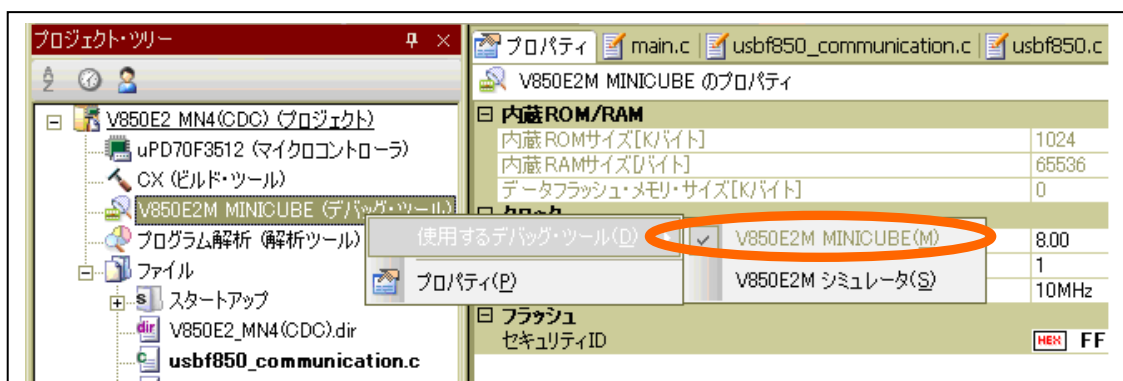 プロジェクト・ツリー
V850E2_MN4(CDC) (プロジェクト)
uPD70F3512 (マイクロコントローラ)
CX (ビルド・ツール)
V850E2M MINICUBE (デバッグ・ツール)
プログラム解析 (解析ツール)
ファイル
スタートアップ
V850E2_MN4(CDC).dir
usbf850_communication.c
使用するデバッグ・ツール(D)
プロパティ(P)
V850E2M MINICUBE(M)
V850E2M シミュレータ(S)
プロパティ main.c usbf850_communication.c usbf850.c
V850E2M MINICUBE のプロパティ
内蔵ROM/RAM
内蔵ROMサイズ[Kバイト] 1024
内蔵RAMサイズ[バイト] 65536
データフラッシュ・メモリ・サイズ[Kバイト] 0
クロック
8.00
1
10MHz
フラッシュ
セキュリティID HEX FF